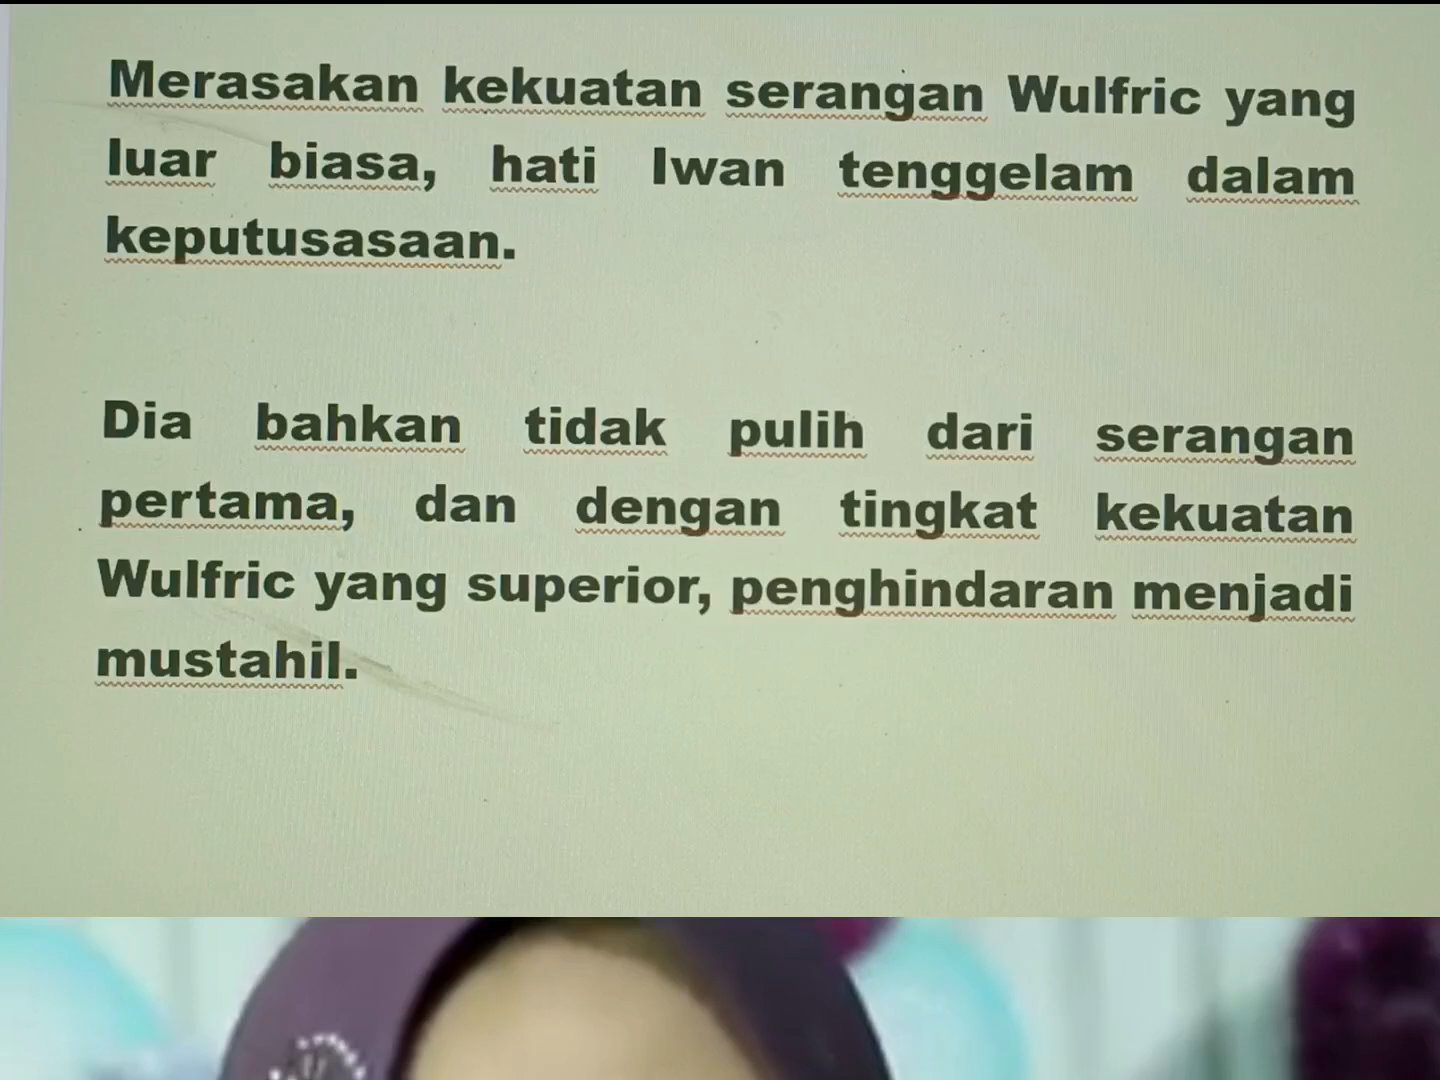 Merasakan kekuatan serangan Wulfric yang
luar biasa, hati Iwan tenggelam dalam
keputusasaan.
Dia bahkan tidak pulih dari serangan
pertama, dan dengan tingkat kekuatan
Wulfric yang superior, penghindaran menjadi
mustahil.